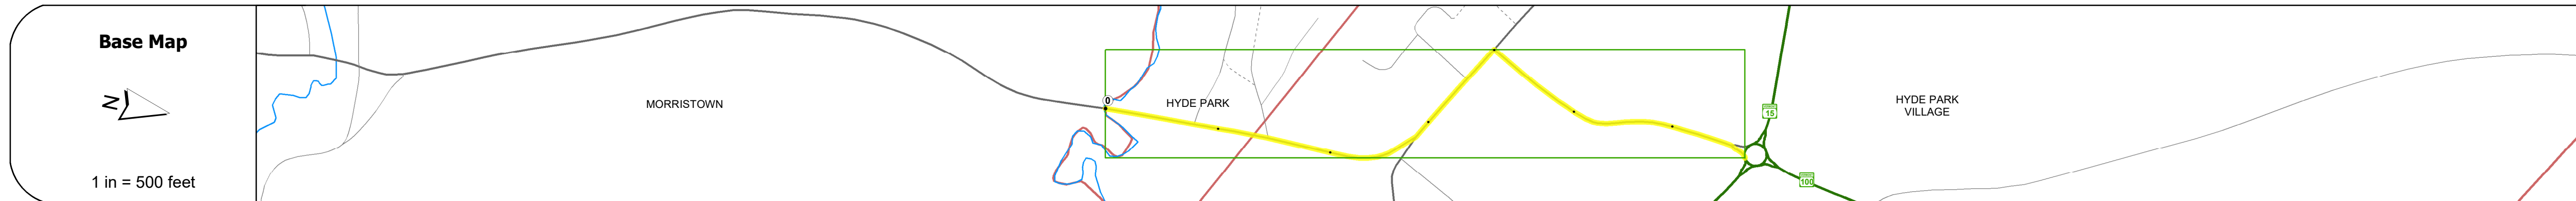 Base Map
N
1 in = 500 feet
MORRISTOWN
0
HYDE PARK
15
100
HYDE PARK
VILLAGE